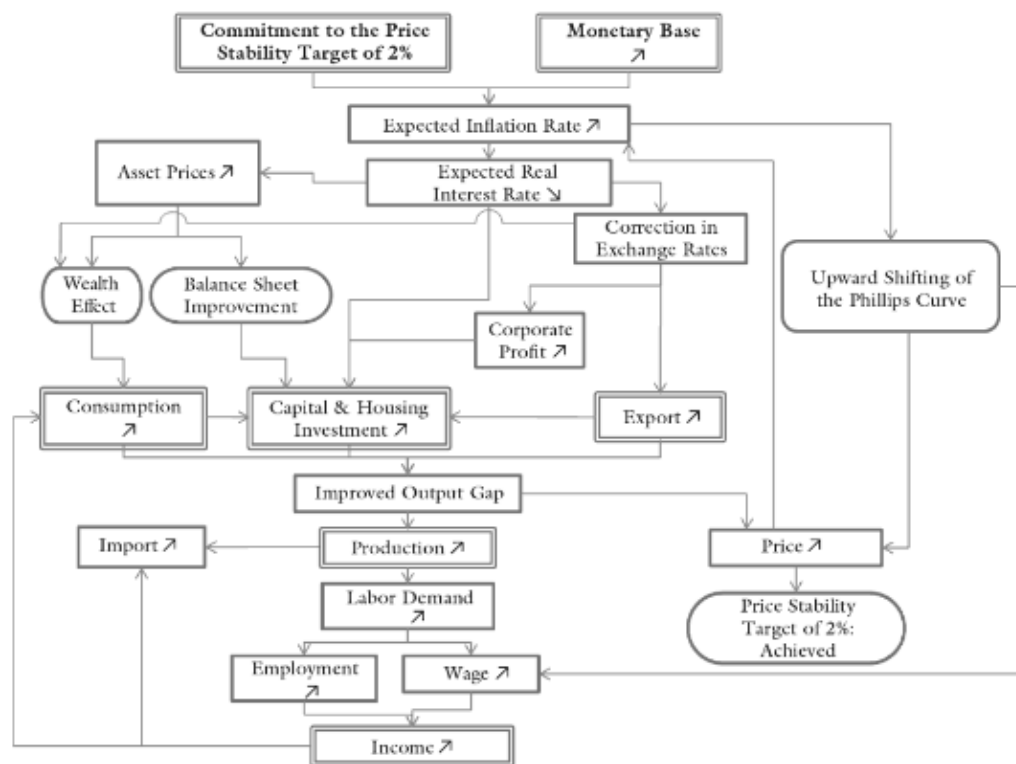 Commitment to the Price
Stability Target of 2%
Monetary Base
↗
Expected Inflation Rate ↗
Asset Prices ↗
Expected Real
Interest Rate ↘
Correction in
Exchange Rates
Wealth
Effect
Balance Sheet
Improvement
Upward Shifting of
the Phillips Curve
Corporate
Profit ↗
Consumption
↗
Capital & Housing
Investment ↗
Export ↗
Improved Output Gap
Import ↗
Production ↗
Price ↗
Labor Demand
↗
Price Stability
Target of 2%:
Achieved
Employment
↗
Wage ↗
Income ↗